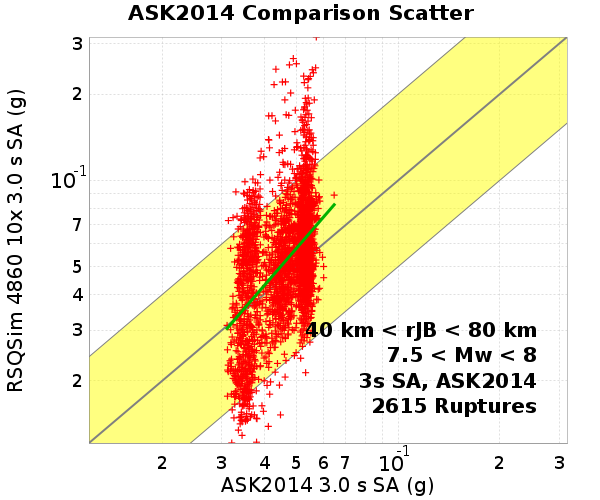 ASK2014 Comparison Scatter
RSQSim 4860 10x 3.0 s SA (g)
3
2
10-1
7
5
4
3
2
40 km < rJB < 80 km
7.5 < Mw < 8
3s SA, ASK2014
2615 Ruptures
2 3 4 5 6 7 10-1 2 3
ASK2014 3.0 s SA (g)